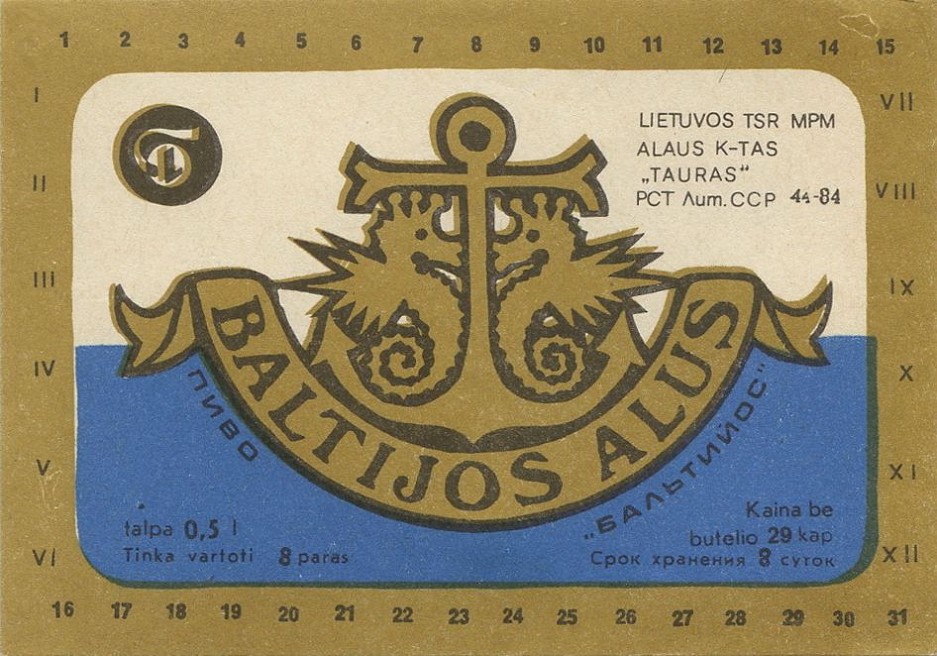 1 2 3 4 5 6 7 8 9 10 11 12 13 14 15
I
II
III
IV
V
VI
VII
VIII
IX
X
XI
XII
LIETUVOS TSR MPM
ALAUS K-TAS
„TAURAS“
РСТ Лит.ССР 44-84
BALTIJOS ALUS
ПИВО
"БАЛЬТИЙОС"
talpa 0,5 l
Tinka vartoti 8 paras
Kaina be
butelio 29 kap
Срок хранения 8 суток
16 17 18 19 20 21 22 23 24 25 26 27 28 29 30 31